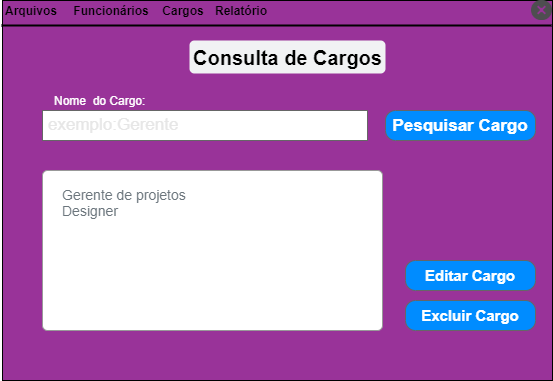 Arquivos Funcionários Cargos Relatório
Consulta de Cargos
Nome do Cargo:
exemplo:Gerente
Pesquisar Cargo
Gerente de projetos
Designer
Editar Cargo
Excluir Cargo